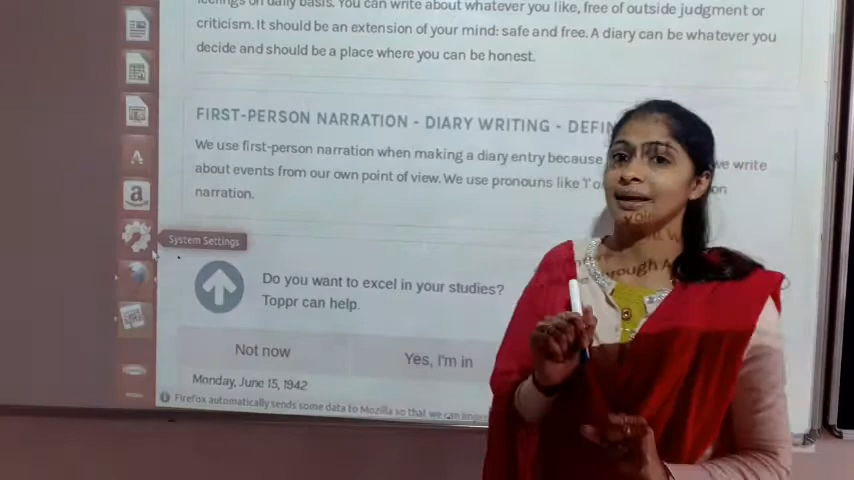 feelings on daily basis. You can write about whatever you like, free of outside judgment or
criticism. It should be an extension of your mind: safe and free. A diary can be whatever you
decide and should be a place where you can be honest.
FIRST-PERSON NARRATION - DIARY WRITING - DEFIN
We use first-person narration when making a diary entry because we write
about events from our own point of view. We use pronouns like 'I' on
narration.
System Settings
Do you want to excel in your studies?
Toppr can help.
Not now
Yes, I'm in
Monday, June 15, 1942
Firefox automatically sends some data to Mozilla so that we can improve
through